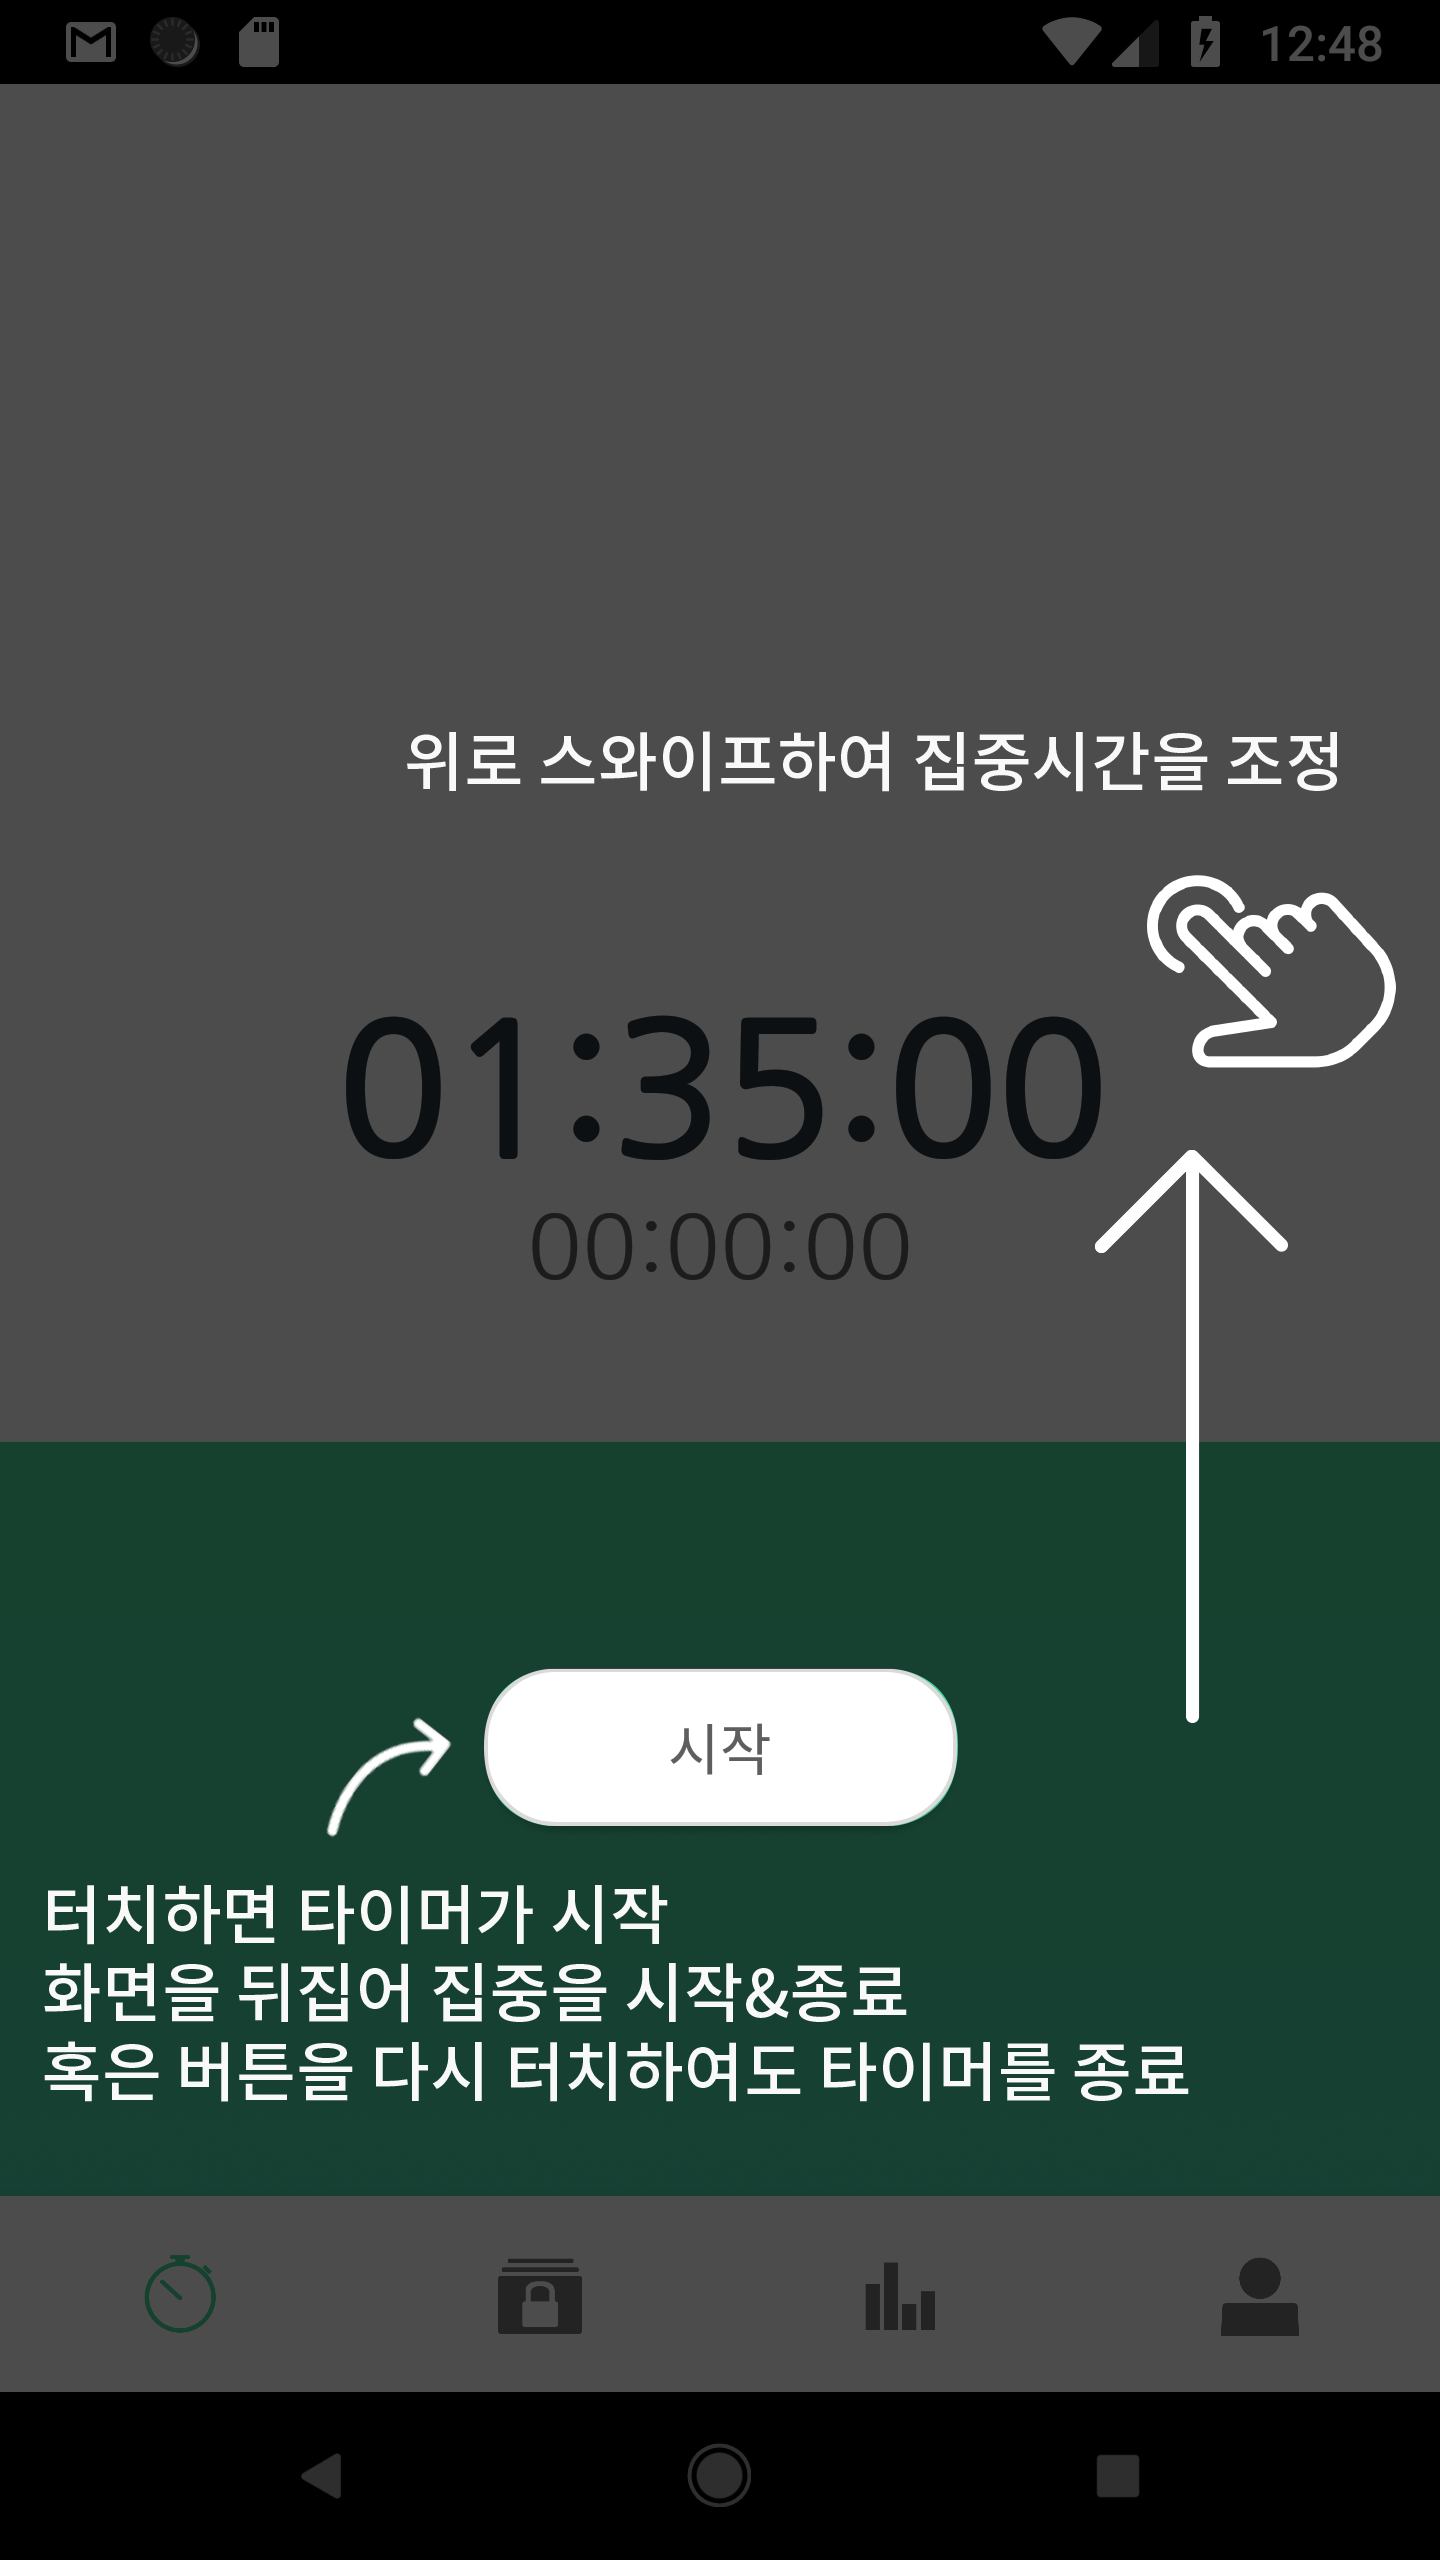 12:48
위로 스와이프하여 집중시간을 조정
01:35:00
00:00:00
시작
터치하면 타이머가 시작
화면을 뒤집어 집중을 시작&종료
혹은 버튼을 다시 터치하여도 타이머를 종료